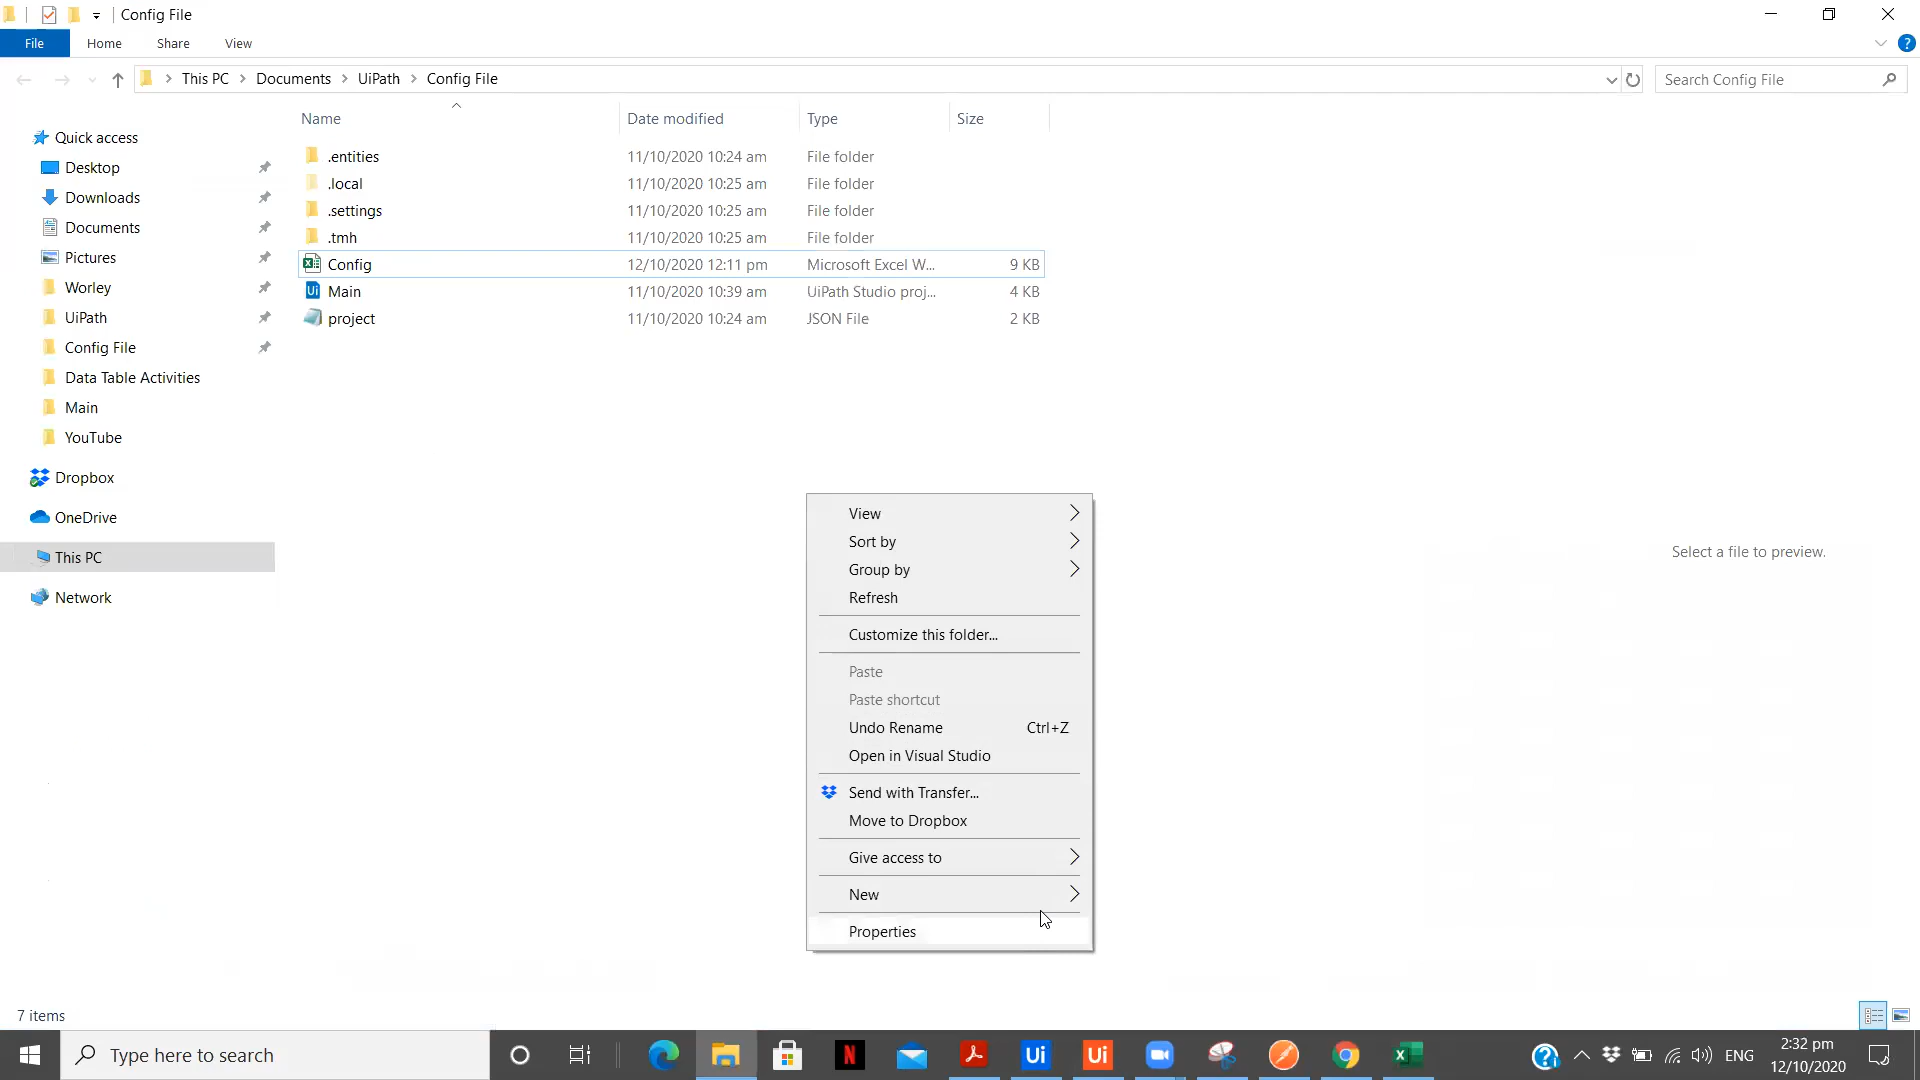 Config File
File Home Share View
This PC Documents UiPath Config File
Search Config File
Name Date modified Type Size
Quick access
Desktop
Downloads
Documents
Pictures
Worley
UiPath
Config File
Data Table Activities
Main
YouTube
Dropbox
OneDrive
This PC
Network
.entities 11/10/2020 10:24 am File folder
.local 11/10/2020 10:25 am File folder
.settings 11/10/2020 10:25 am File folder
.tmh 11/10/2020 10:25 am File folder
Config 12/10/2020 12:11 pm Microsoft Excel W... 9 KB
Main 11/10/2020 10:39 am UiPath Studio proj... 4 KB
project 11/10/2020 10:24 am JSON File 2 KB
View
Sort by
Group by
Refresh
Customize this folder...
Paste
Paste shortcut
Undo Rename Ctrl+Z
Open in Visual Studio
Send with Transfer...
Move to Dropbox
Give access to
New
Properties
Select a file to preview.
7 items
Type here to search
N
Ui
Ui
ENG
2:32 pm
12/10/2020